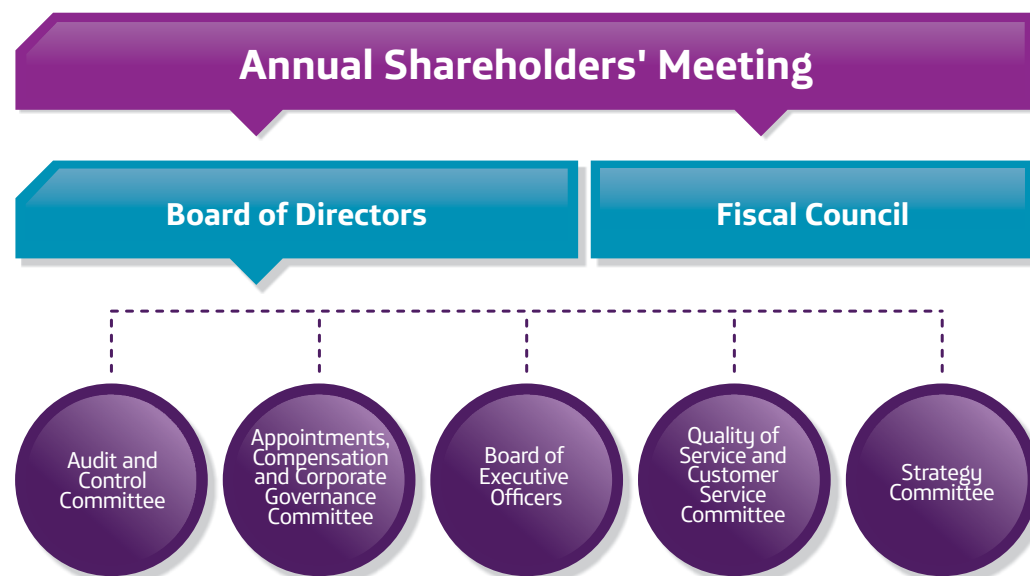 Annual Shareholders' Meeting
Board of Directors
Fiscal Council
Audit and
Control
Committee
Appointments,
Compensation
and Corporate
Governance
Committee
Board of
Executive
Officers
Quality of
Service and
Customer
Service
Committee
Strategy
Committee